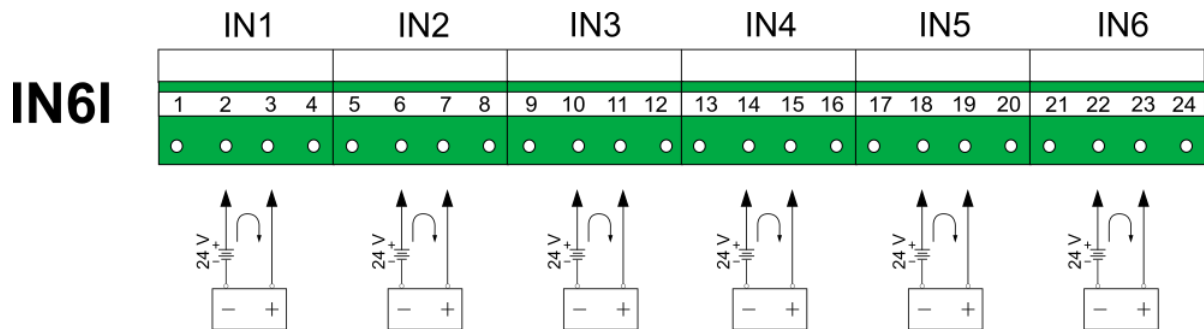 IN1 IN2 IN3 IN4 IN5 IN6
IN6I
1 2 3 4 5 6 7 8 9 10 11 12 13 14 15 16 17 18 19 20 21 22 23 24
24 V + − 24 V + − 24 V + − 24 V + − 24 V + − 24 V + −
− + − + − + − + − + − +